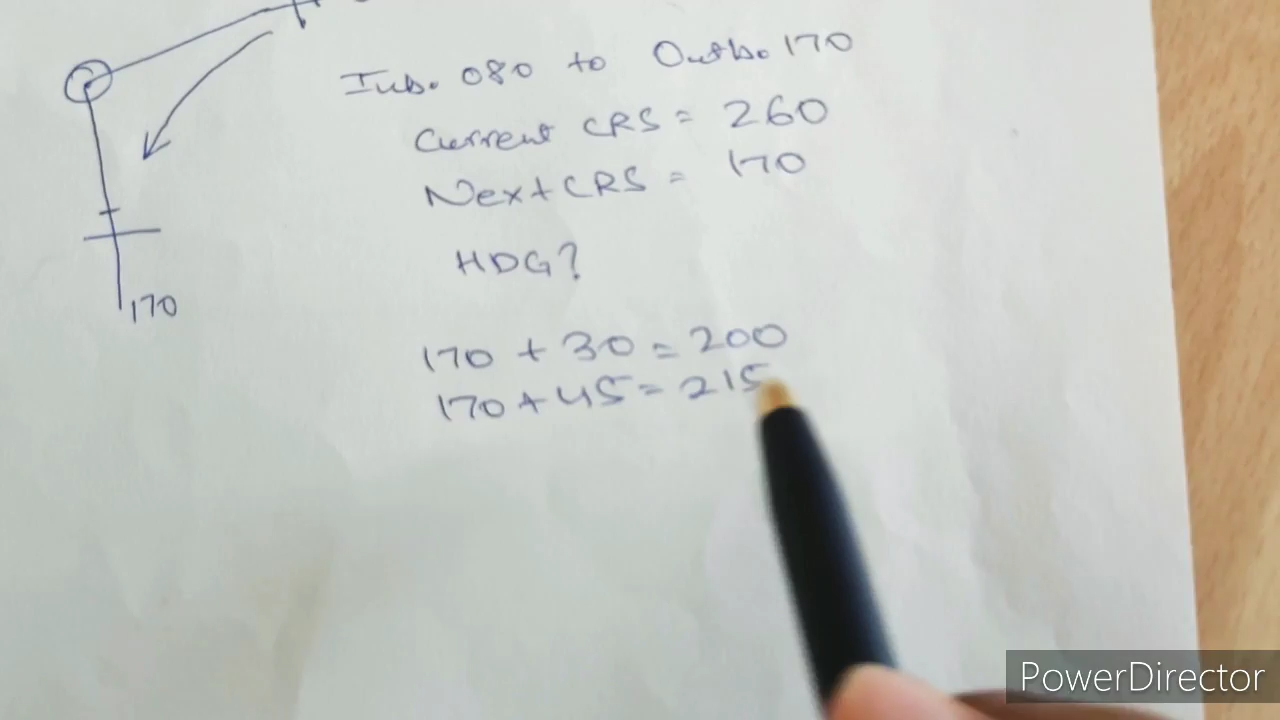 Inb. 080 to Outb. 170
Current CRS = 260
Next CRS = 170
HDG?
170
170 + 30 = 200
170 + 45 = 215
PowerDirector